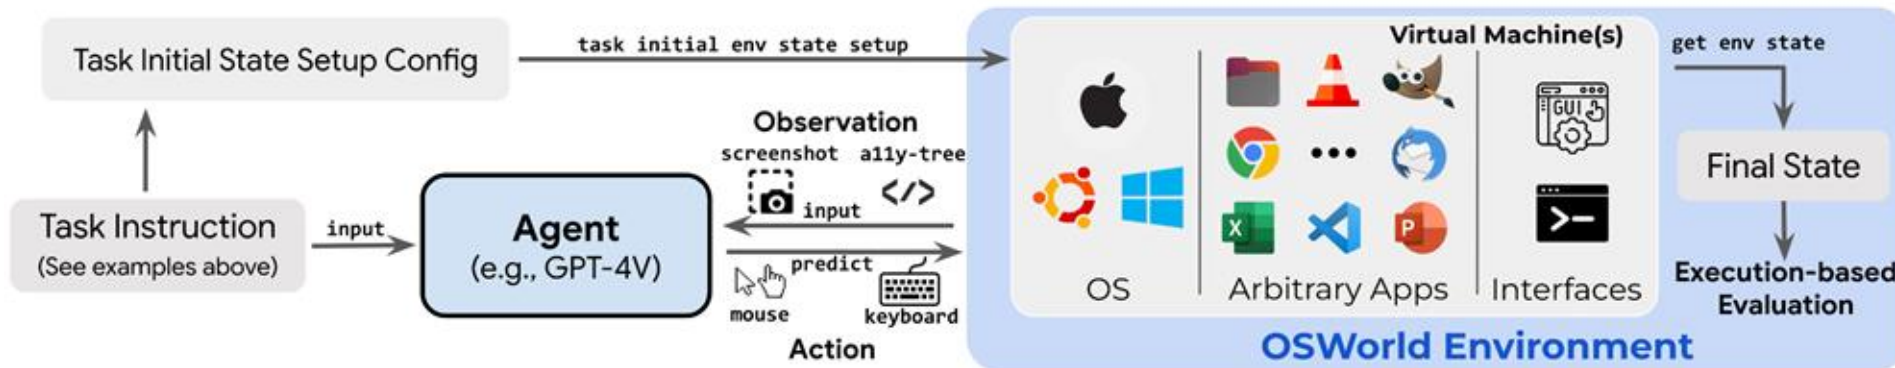 Task Initial State Setup Config
task initial env state setup
Virtual Machine(s)
get env state
Observation
screenshot a11y-tree
GUI
Final State
Task Instruction
(See examples above)
input
Agent
(e.g., GPT-4V)
input
predict
mouse
keyboard
Action
X
P
OS
Arbitrary Apps
Interfaces
Execution-based
Evaluation
OSWorld Environment